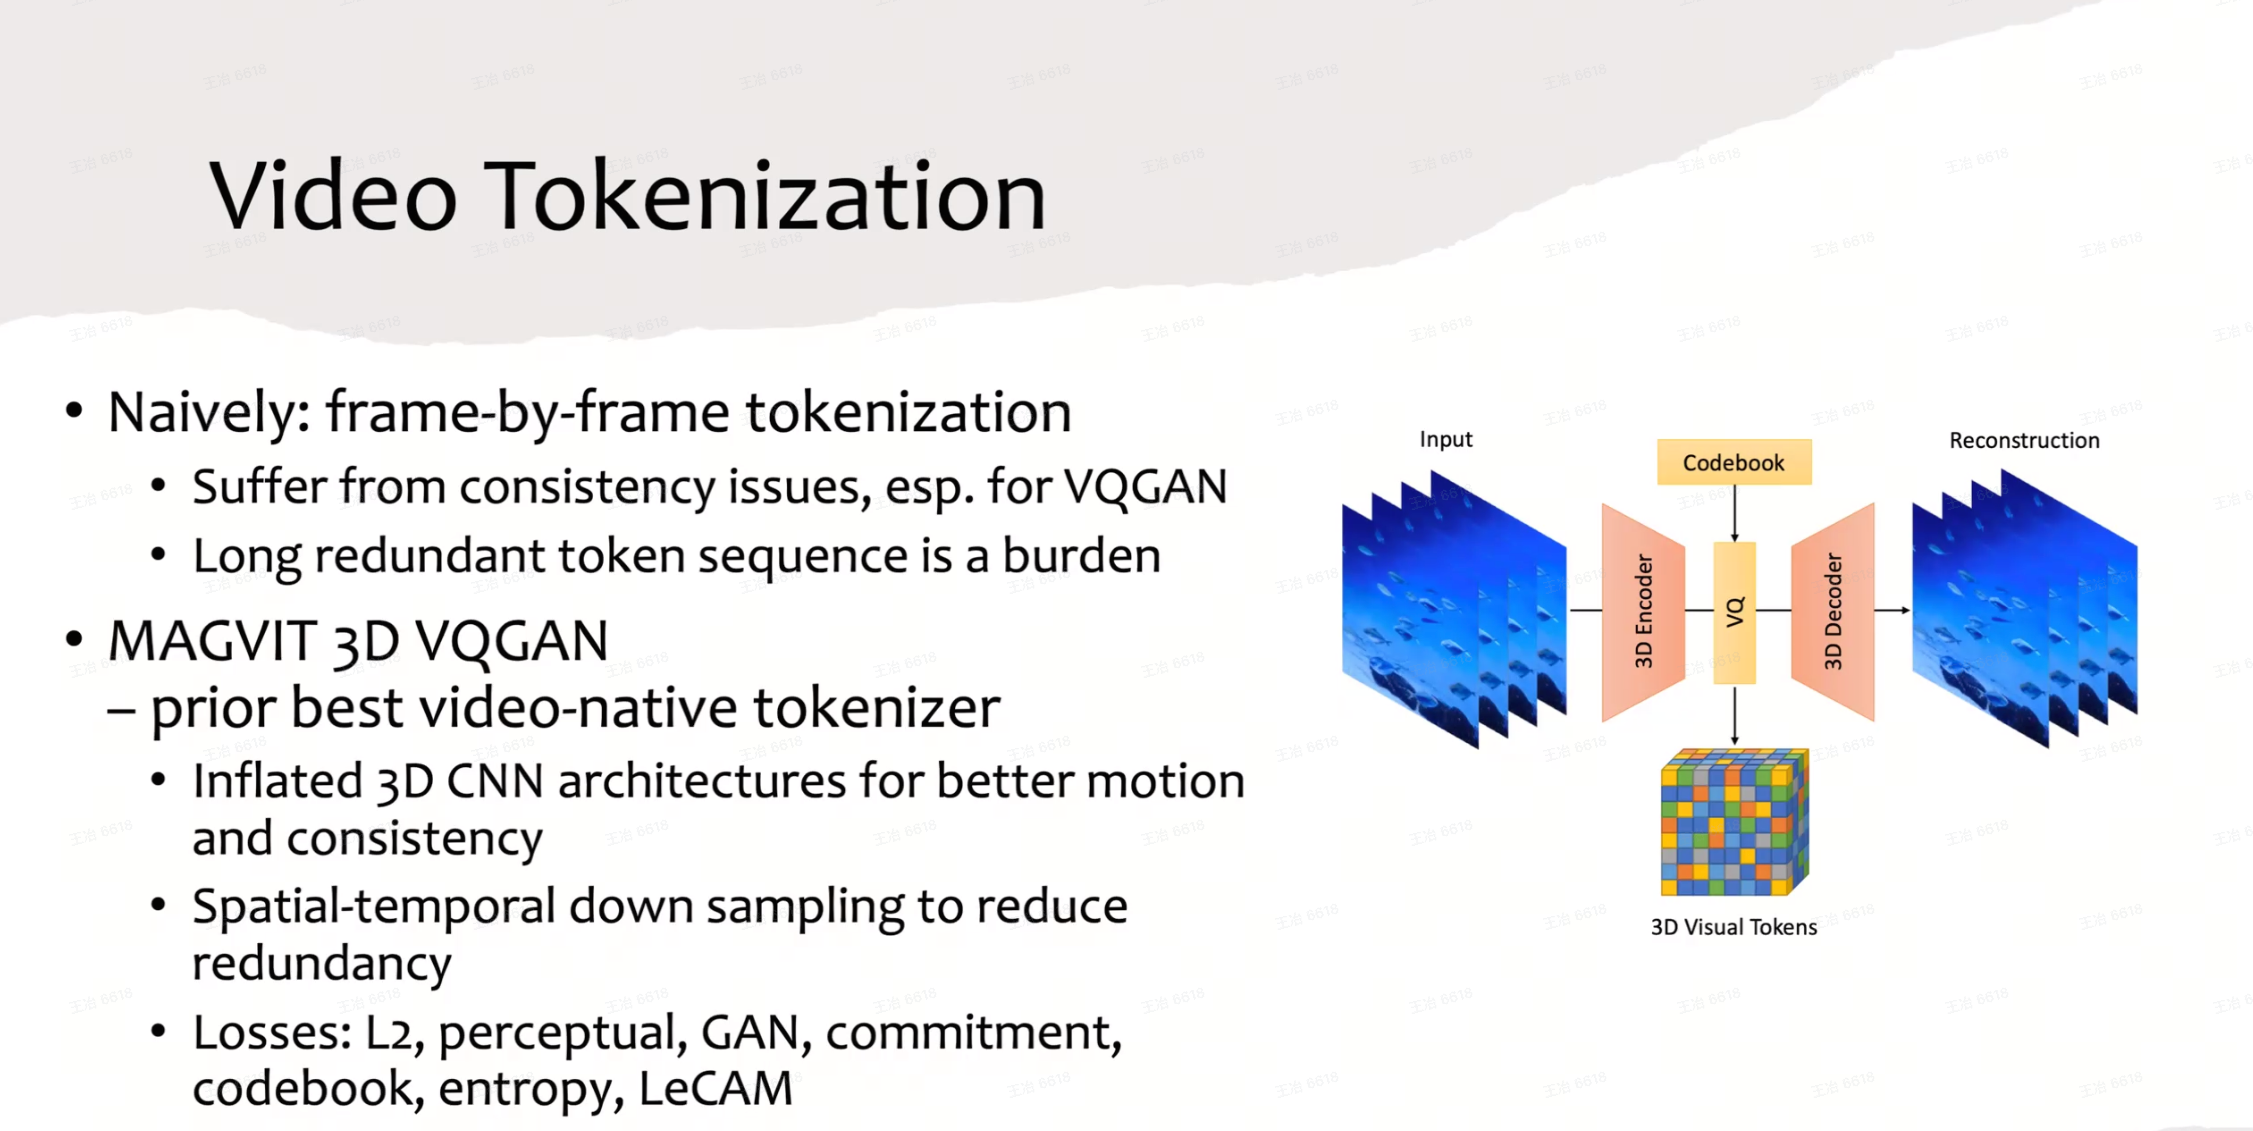 Video Tokenization
• Naively: frame-by-frame tokenization
• Suffer from consistency issues, esp. for VQGAN
• Long redundant token sequence is a burden
• MAGVIT 3D VQGAN
– prior best video-native tokenizer
• Inflated 3D CNN architectures for better motion
and consistency
• Spatial-temporal down sampling to reduce
redundancy
• Losses: L2, perceptual, GAN, commitment,
codebook, entropy, LeCAM
Input
Codebook
Reconstruction
3D Encoder
VQ
3D Decoder
3D Visual Tokens
王冶 6618